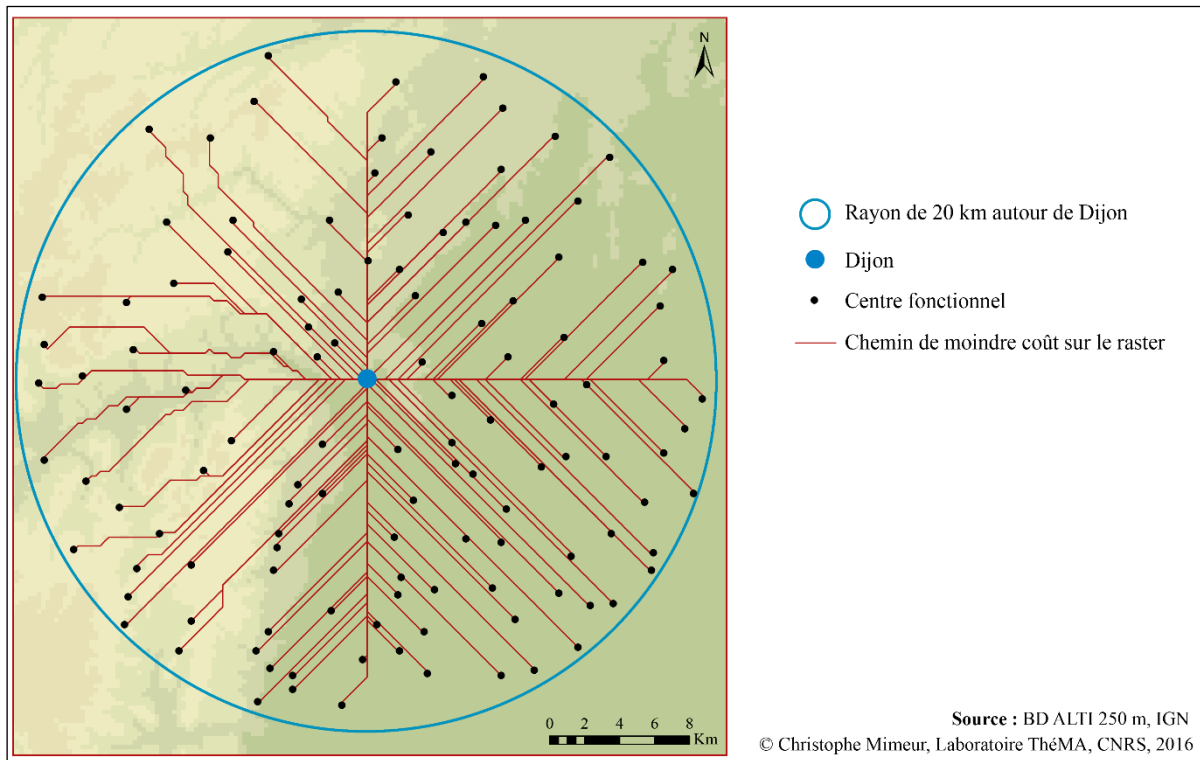 N
Rayon de 20 km autour de Dijon
Dijon
Centre fonctionnel
Chemin de moindre coût sur le raster
0 2 4 6 8
Km
Source : BD ALTI 250 m, IGN
© Christophe Mimeur, Laboratoire ThéMA, CNRS, 2016